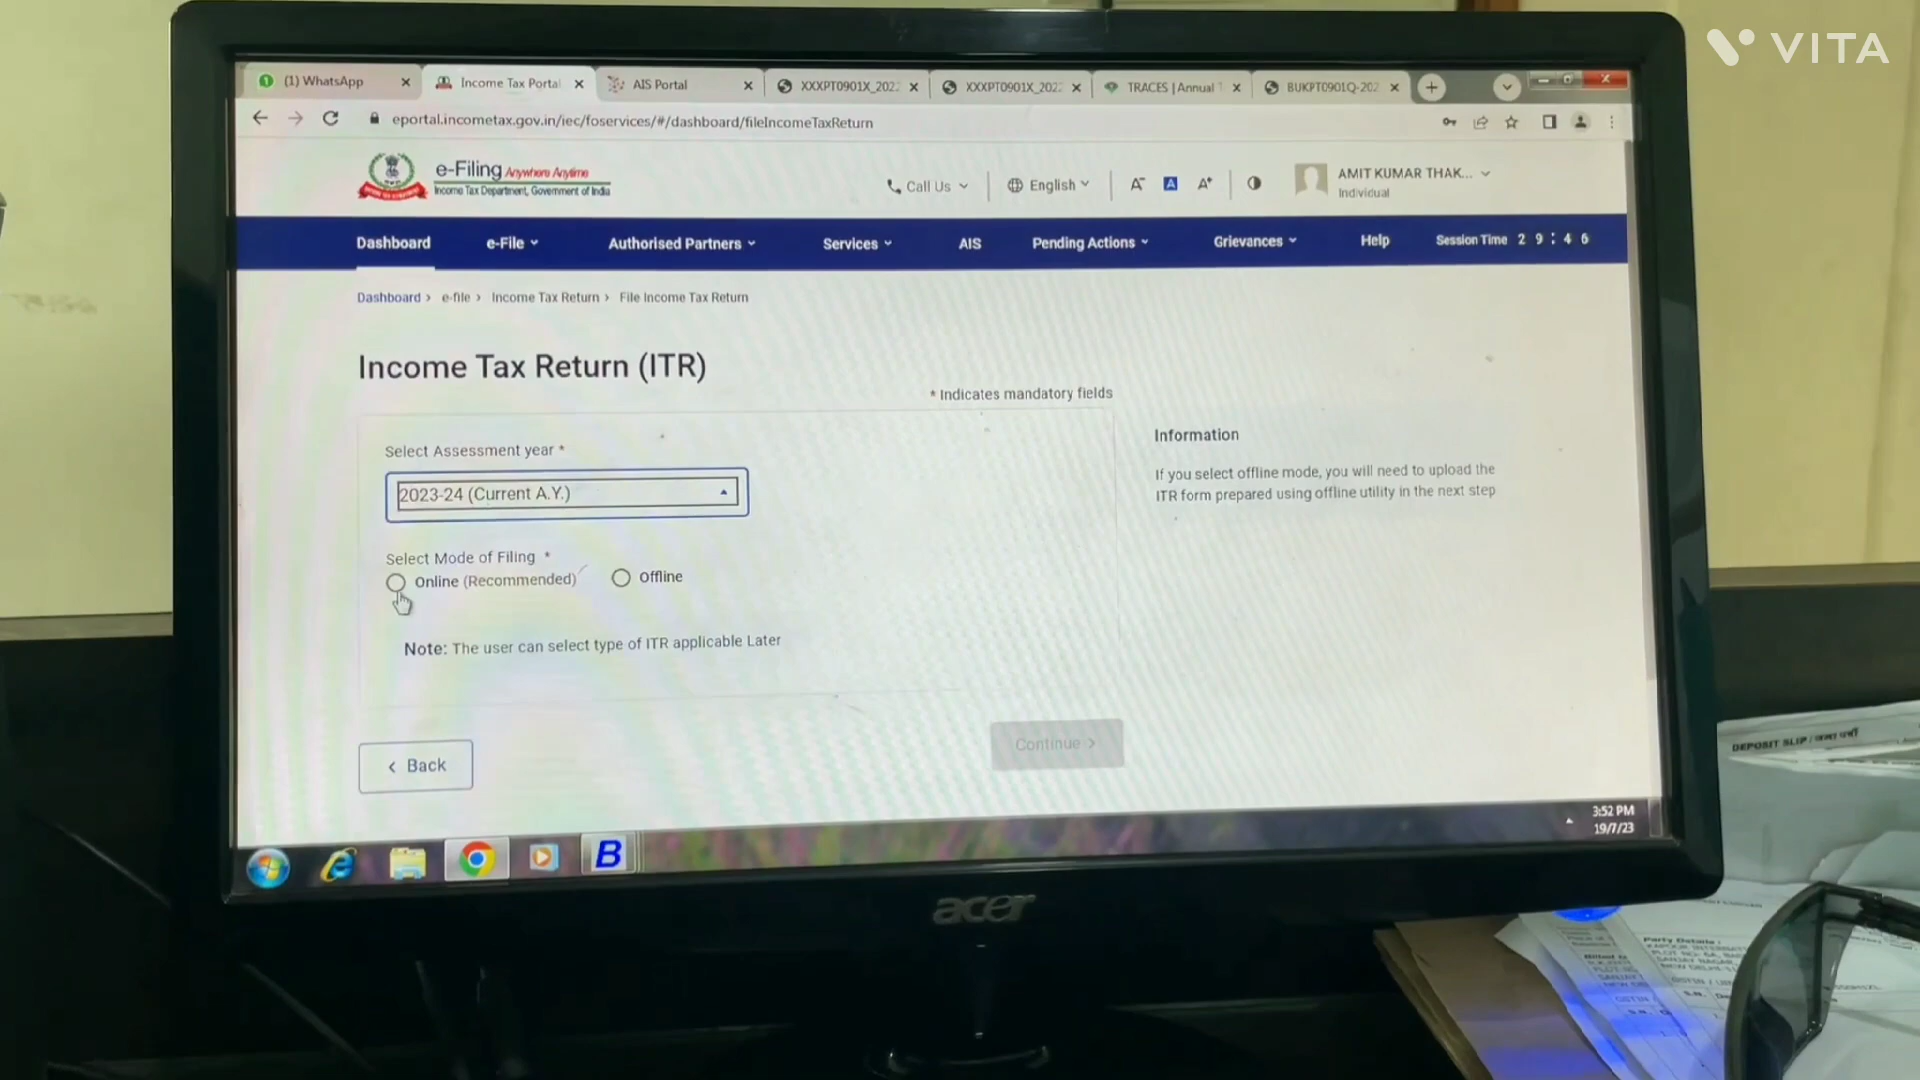 VITA
(1) WhatsApp
Income Tax Portal
AIS Portal
XXXPT0901X_202
XXXPT0901X_202
TRACES | Annual T
BUKPT0901Q-202
eportal.incometax.gov.in/iec/foservices/#/dashboard/fileIncomeTaxReturn
e-Filing Anywhere Anytime
Income Tax Department, Government of India
Call Us
English
A- A A+
AMIT KUMAR THAK...
Individual
Dashboard e-File Authorised Partners Services AIS Pending Actions Grievances Help Session Time 29:46
Dashboard > e-file > Income Tax Return > File Income Tax Return
Income Tax Return (ITR)
* Indicates mandatory fields
Select Assessment year *
2023-24 (Current A.Y.)
Select Mode of Filing *
Online (Recommended)
Offline
Note: The user can select type of ITR applicable Later
Information
If you select offline mode, you will need to upload the
ITR form prepared using offline utility in the next step
< Back
Continue >
3:52 PM
19/7/23
B
acer
DEPOSIT SLIP
Party Details :